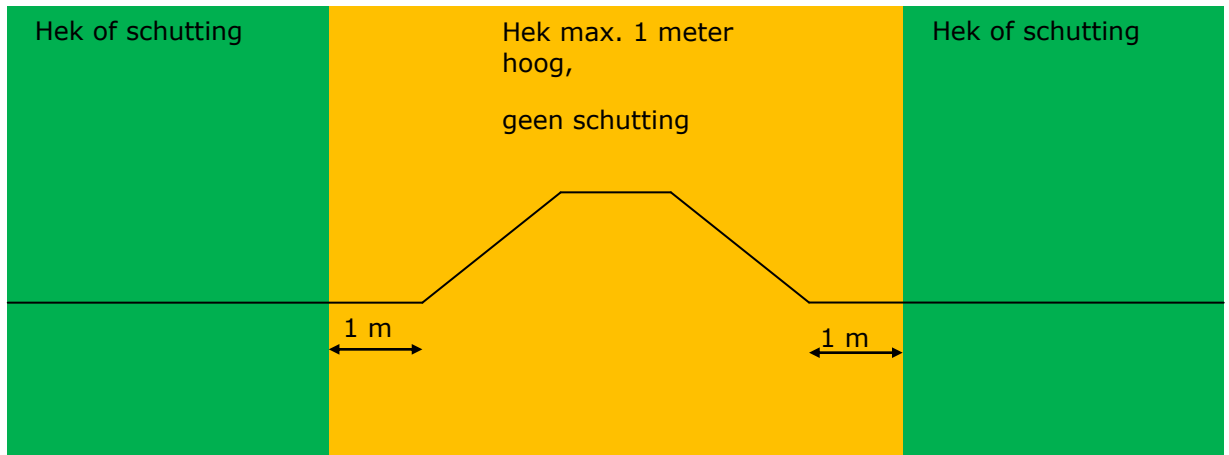 Hek of schutting
Hek max. 1 meter
hoog,
geen schutting
Hek of schutting
1 m
1 m